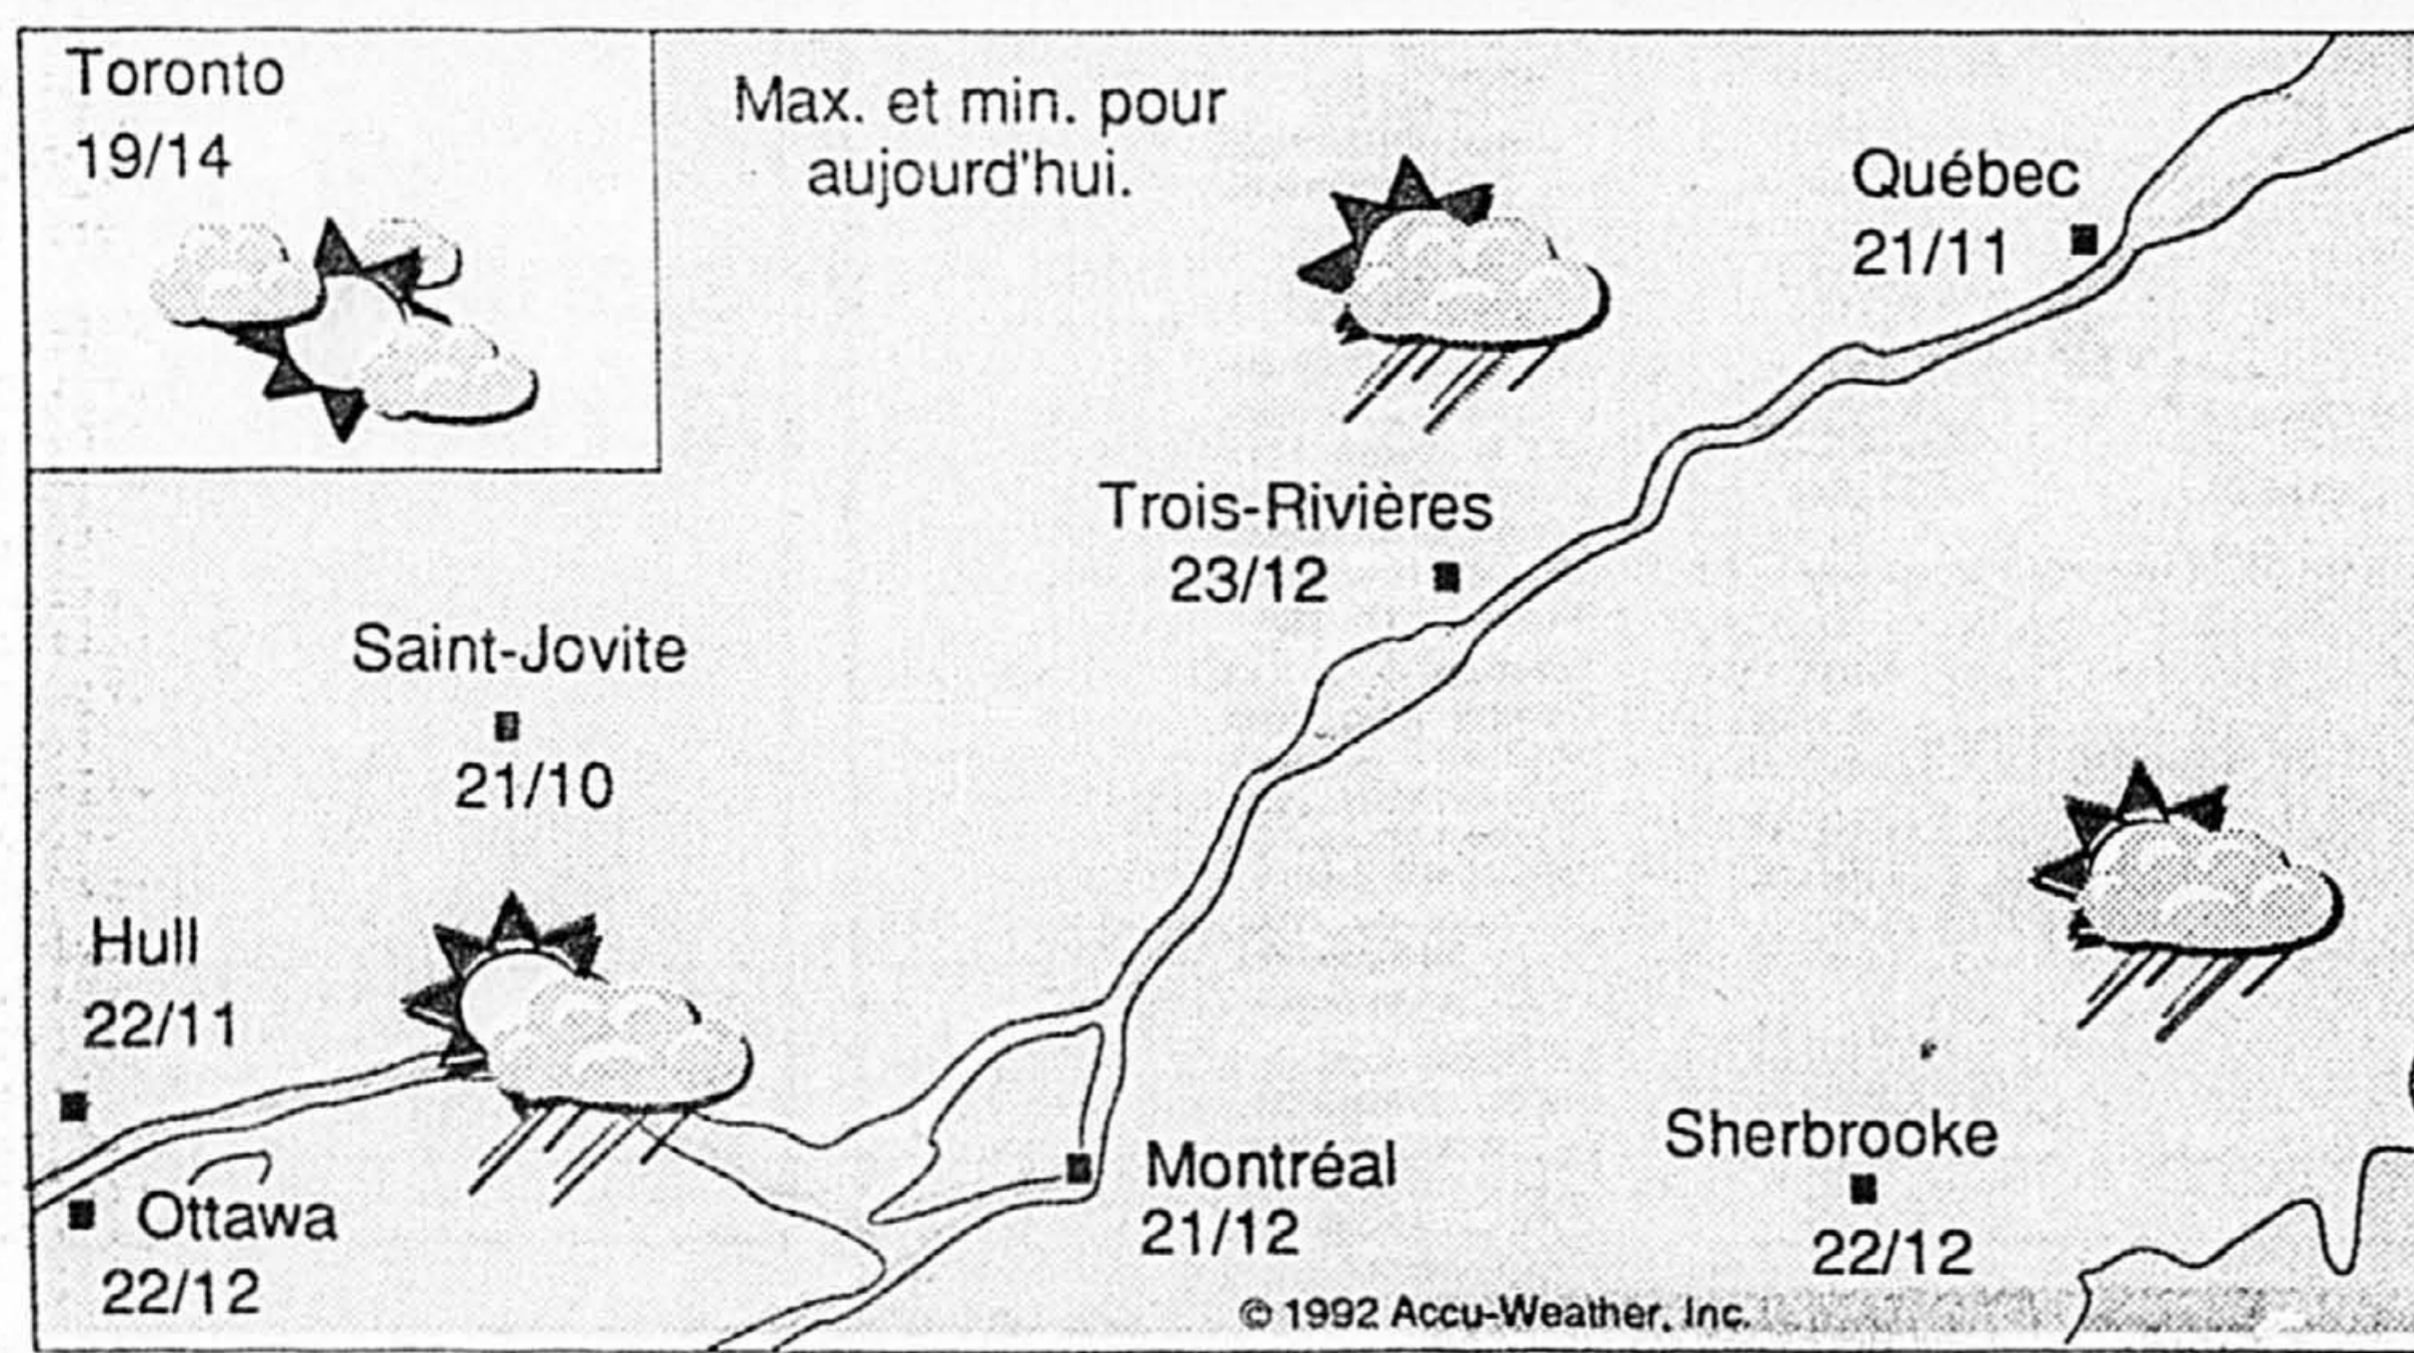 Toronto
19/14
Max. et min. pour
aujourd'hui.
Québec
21/11
Trois-Rivières
23/12
Saint-Jovite
21/10
Hull
22/11
Ottawa
22/12
Montréal
21/12
Sherbrooke
22/12
© 1992 Accu-Weather, Inc.